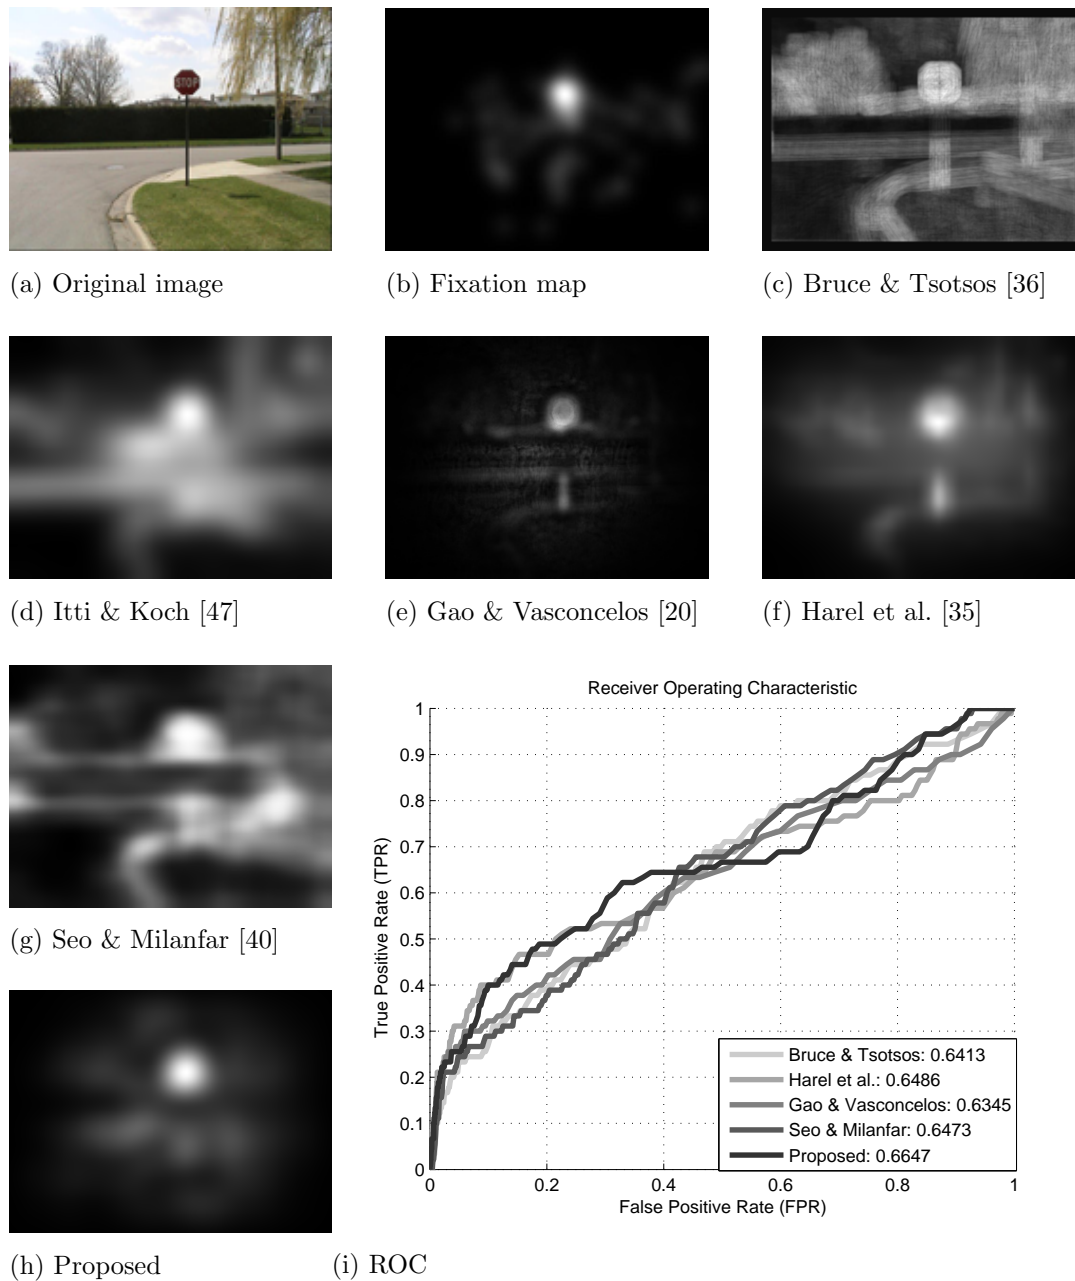 STOP
(a) Original image
(b) Fixation map
(c) Bruce & Tsotsos [36]
(d) Itti & Koch [47]
(e) Gao & Vasconcelos [20]
(f) Harel et al. [35]
(g) Seo & Milanfar [40]
Receiver Operating Characteristic
1
0.9
0.8
0.7
0.6
0.5
0.4
0.3
0.2
0.1
0
True Positive Rate (TPR)
0
0.2
0.4
0.6
0.8
1
False Positive Rate (FPR)
Bruce & Tsotsos: 0.6413
Harel et al.: 0.6486
Gao & Vasconcelos: 0.6345
Seo & Milanfar: 0.6473
Proposed: 0.6647
(h) Proposed
(i) ROC